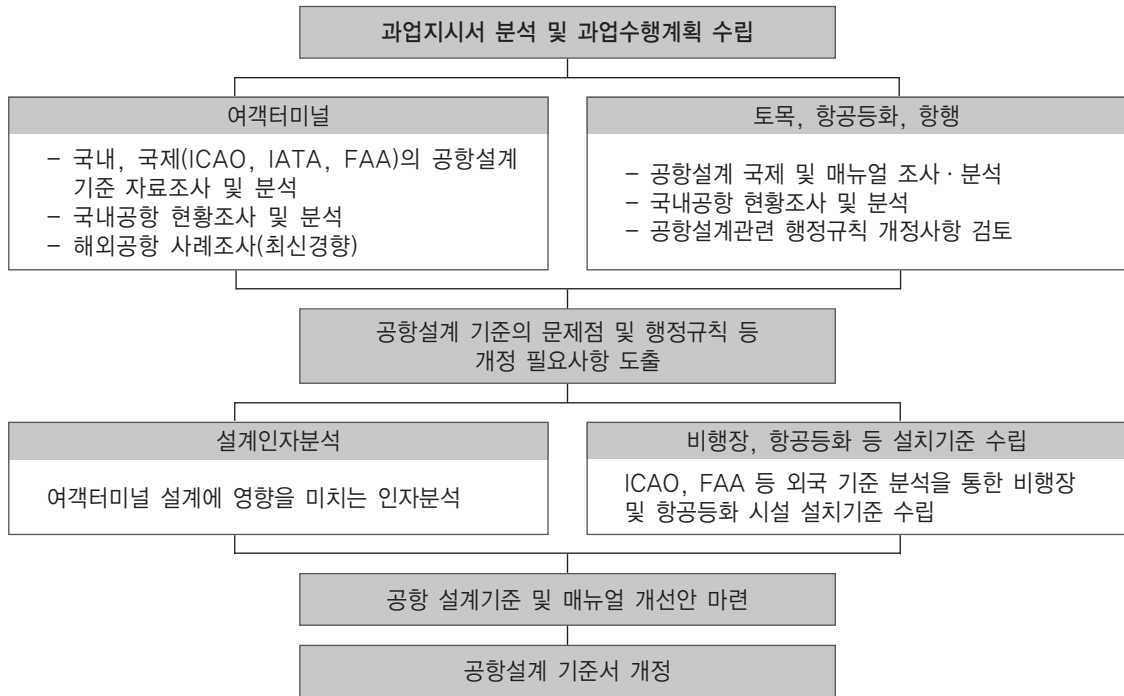 과업지시서 분석 및 과업수행계획 수립
여객터미널
– 국내, 국제(ICAO, IATA, FAA)의 공항설계
기준 자료조사 및 분석
– 국내공항 현황조사 및 분석
– 해외공항 사례조사(최신경향)
토목, 항공등화, 항행
– 공항설계 국제 및 매뉴얼 조사 · 분석
– 국내공항 현황조사 및 분석
– 공항설계관련 행정규칙 개정사항 검토
공항설계 기준의 문제점 및 행정규칙 등
개정 필요사항 도출
설계인자분석
여객터미널 설계에 영향을 미치는 인자분석
비행장, 항공등화 등 설치기준 수립
ICAO, FAA 등 외국 기준 분석을 통한 비행장
및 항공등화 시설 설치기준 수립
공항 설계기준 및 매뉴얼 개선안 마련
공항설계 기준서 개정